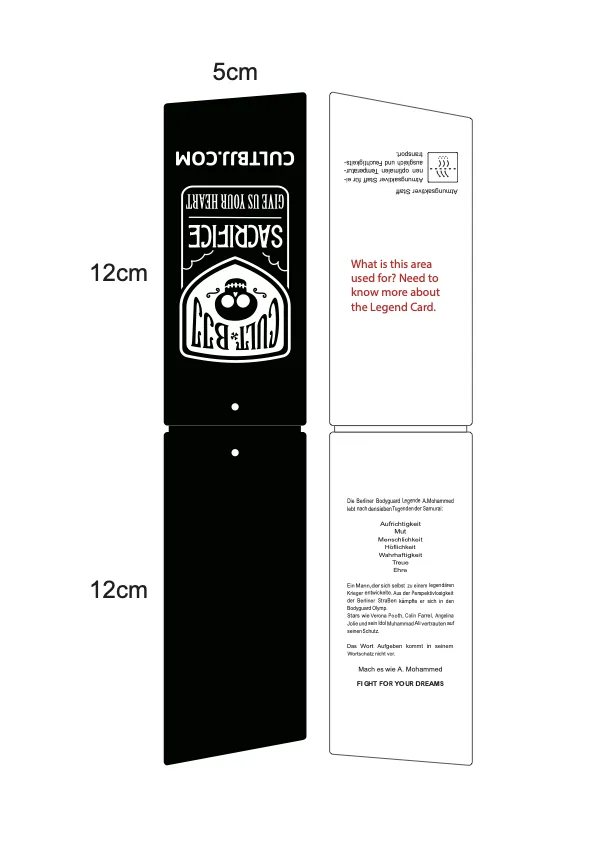 5cm
12cm
CULTBJJ.COM
GIVE US YOUR HEART
SACRIFICE
CULT BJJ
Atmungsaktiver Staff
Atmungsaktiver Staff für ei-
nen optimalen Temperatur-
ausgleich und Feuchtigkeits-
transport.
What is this area
used for? Need to
know more about
the Legend Card.
12cm
Die Berliner Bodyguard Legende A.Mohammed
lebt nach densieben Tugenden der Samurai:
Aufrichtigkeit
Mut
Menschlichkeit
Höflichkeit
Wahrhaftigkeit
Treue
Ehre
Ein Mann, der sich selbst zu einem legendären
Krieger entwickelte. Aus der Perspektivlosigkeit
der Berliner Straßen kämpfte er sich in den
Bodyguard Olymp.
Stars wie Verona Pooth, Colin Farrel, Angelina
Jolie und sein Idol Muhammad Ali vertrauten auf
seinen Schutz.
Das Wort Aufgeben kommt in seinem
Wortschatz nicht vor.
Mach es wie A. Mohammed
FIGHT FOR YOUR DREAMS